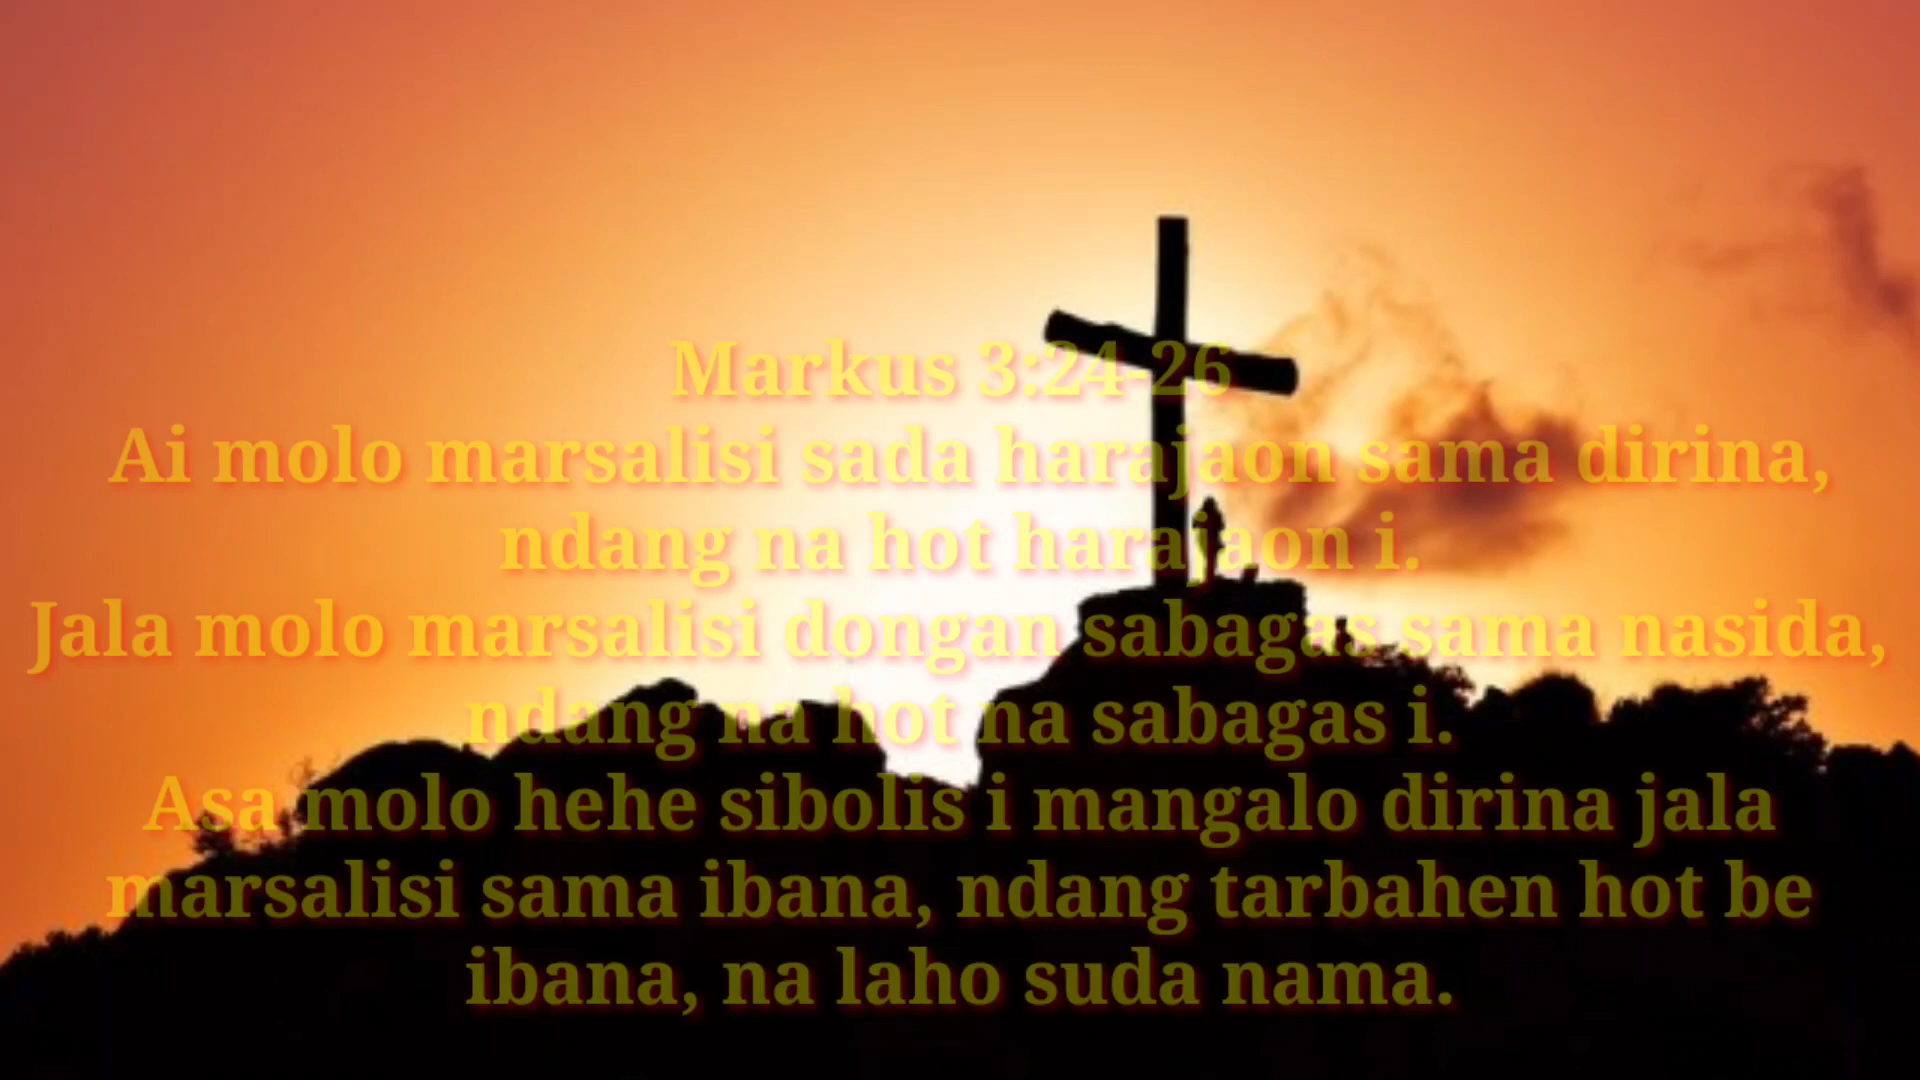 Markus 3:24-26
Ai molo marsalisi sada harajaon sama dirina,
ndang na hot harajaon i.
Jala molo marsalisi dongan sabagas sama nasida,
ndang na hot na sabagas i.
Asa molo hehe sibolis i mangalo dirina jala
marsalisi sama ibana, ndang tarbahen hot be
ibana, na laho suda nama.